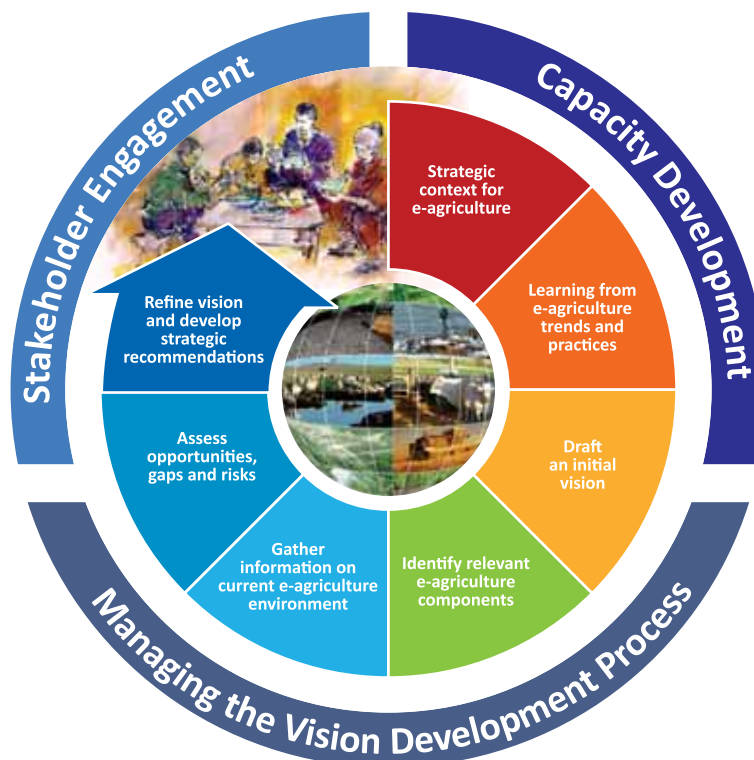 Stakeholder Engagement
Capacity Development
Strategic
context for
e-agriculture
Learning from
e-agriculture
trends and
practices
Draft
an initial
vision
Identify relevant
e-agriculture
components
Gather
information on
current e-agriculture
environment
Assess
opportunities,
gaps and risks
Refine vision
and develop
strategic
recommendations
Managing the Vision Development Process